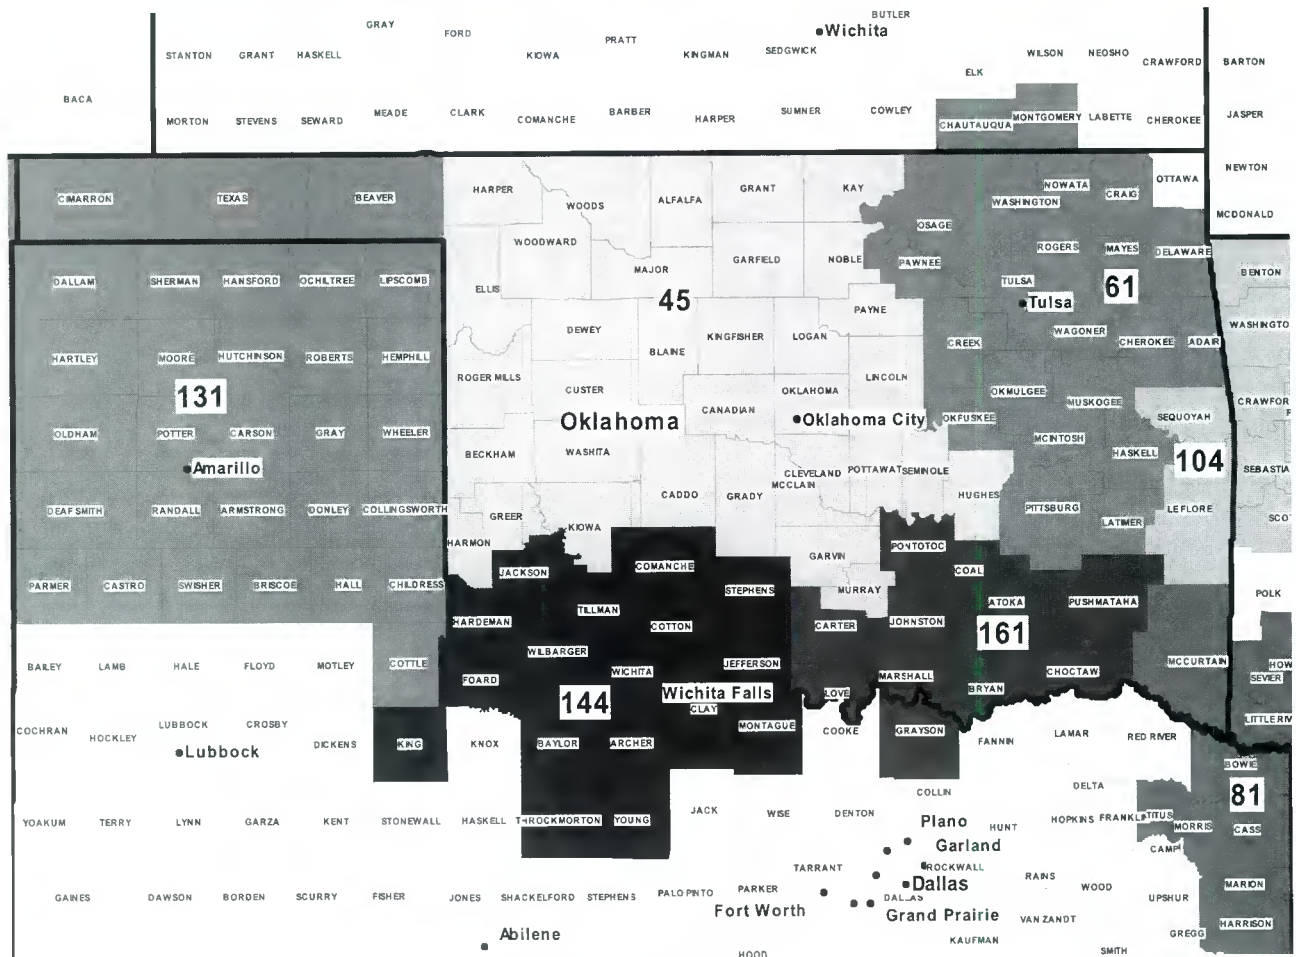 BUTLER
GRAY
FORD
Wichita
PRATT
STANTON GRANT HASKELL KIOWA KINGMAN SEDGWICK WILSON NEOSHO CRAWFORD BARTON
ELK
BACA
MORTON STEVENS SEWARD MEADE CLARK COMANCHE BARBER HARPER SUMNER COWLEY CHAUTAUQUA MONTGOMERY LABETTE CHEROKEE JASPER
NEWTON
CIMARRON TEXAS BEAVER HARPER WOODS ALFALFA GRANT KAY WASHINGTON NOWATA CRAIG OTTAWA
MCDONALD
OSAGE
WOODWARD ROGERS MAYES DELAWARE
MAJOR GARFIELD NOBLE PAWNEE BENTON
DALLAM SHERMAN HANSFORD OCHILTREE LIPSCOMB ELLIS TULSA 61
45 Tulsa
PAYNE
DEWEY KINGFISHER LOGAN CREEK WAGONER CHEROKEE ADAIR WASHINGTO
HARTLEY MOORE HUTCHINSON ROBERTS HEMPHILL BLAINE
ROGER MILLS CUSTER OKLAHOMA LINCOLN OKMULGEE MUSKOGEE CRAWFOR
131
Oklahoma CANADIAN Oklahoma City OKFUSKEE SEQUOYAH
OLDHAM POTTER CARSON GRAY WHEELER MCINTOSH
BECKHAM WASHITA HASKELL 104
Amarillo CLEVELAND POTTAWAT SEMINOLE SEBASTIA
MCCLAIN
CADDO GRADY HUGHES
DEAF SMITH RANDALL ARMSTRONG DONLEY COLLINGSWORTH GREER KIOWA PITTSBURG LATIMER LEFLORE SCOT
HARMON PONTOTOC
GARVIN
PARMER CASTRO SWISHER BRISCOE HALL CHILDRESS JACKSON COMANCHE STEPHENS MURRAY COAL POLK
HARDEMAN TILLMAN COTTON CARTER JOHNSTON ATOKA PUSHMATAHA
161
BAILEY LAMB HALE FLOYD MOTLEY COTTLE WILBARGER WICHITA JEFFERSON MCCURTAIN HOW
FOARD MARSHALL CHOCTAW SEVIER
144 Wichita Falls LOVE BRYAN
CLAY
COCHRAN HOCKLEY LUBBOCK CROSBY MONTAGUE COOKE GRAYSON LAMAR RED RIVER LITTLE RIV
Lubbock DICKENS KING KNOX BAYLOR ARCHER FANNIN
BOWIE
COLLIN DELTA 81
YOAKUM TERRY LYNN GARZA KENT STONEWALL HASKELL THROCKMORTON YOUNG JACK WISE DENTON Plano HUNT HOPKINS FRANKLI TITUS MORRIS CASS
Garland CAMP
TARRANT ROCKWALL
RAINS
GAINES DAWSON BORDEN SCURRY FISHER JONES SHACKELFORD STEPHENS PALO PINTO PARKER Dallas WOOD UPSHUR MARION
DALLAS
Fort Worth Grand Prairie VAN ZANDT HARRISON
Abilene KAUFMAN GREGG
HOOD SMITH